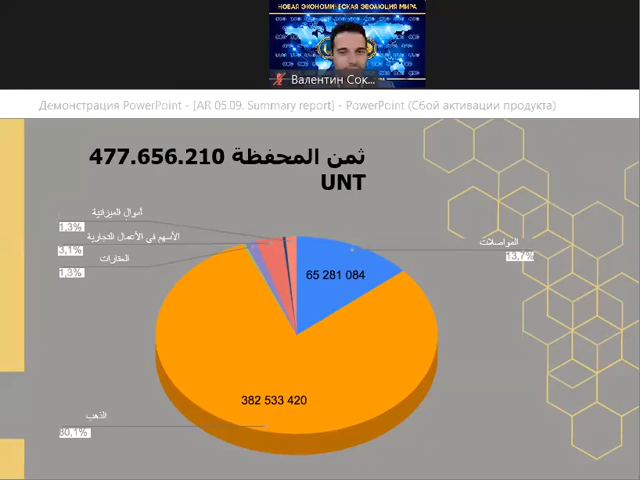 НОВАЯ ЭКОНОМИЧЕСКАЯ ЭВОЛЮЦИЯ МИРА
Валентин Сок...
Демонстрация PowerPoint - [AR 05.09. Summary report] - PowerPoint (Сбой активации продукта)
ثمن المحفظة 477.656.210
UNT
أموال الميزانية
1,3%
الأسهم في الأعمال التجارية
3,1%
العقارات
1,3%
المواصلات
13,7%
65 281 084
382 533 420
الذهب
80,1%